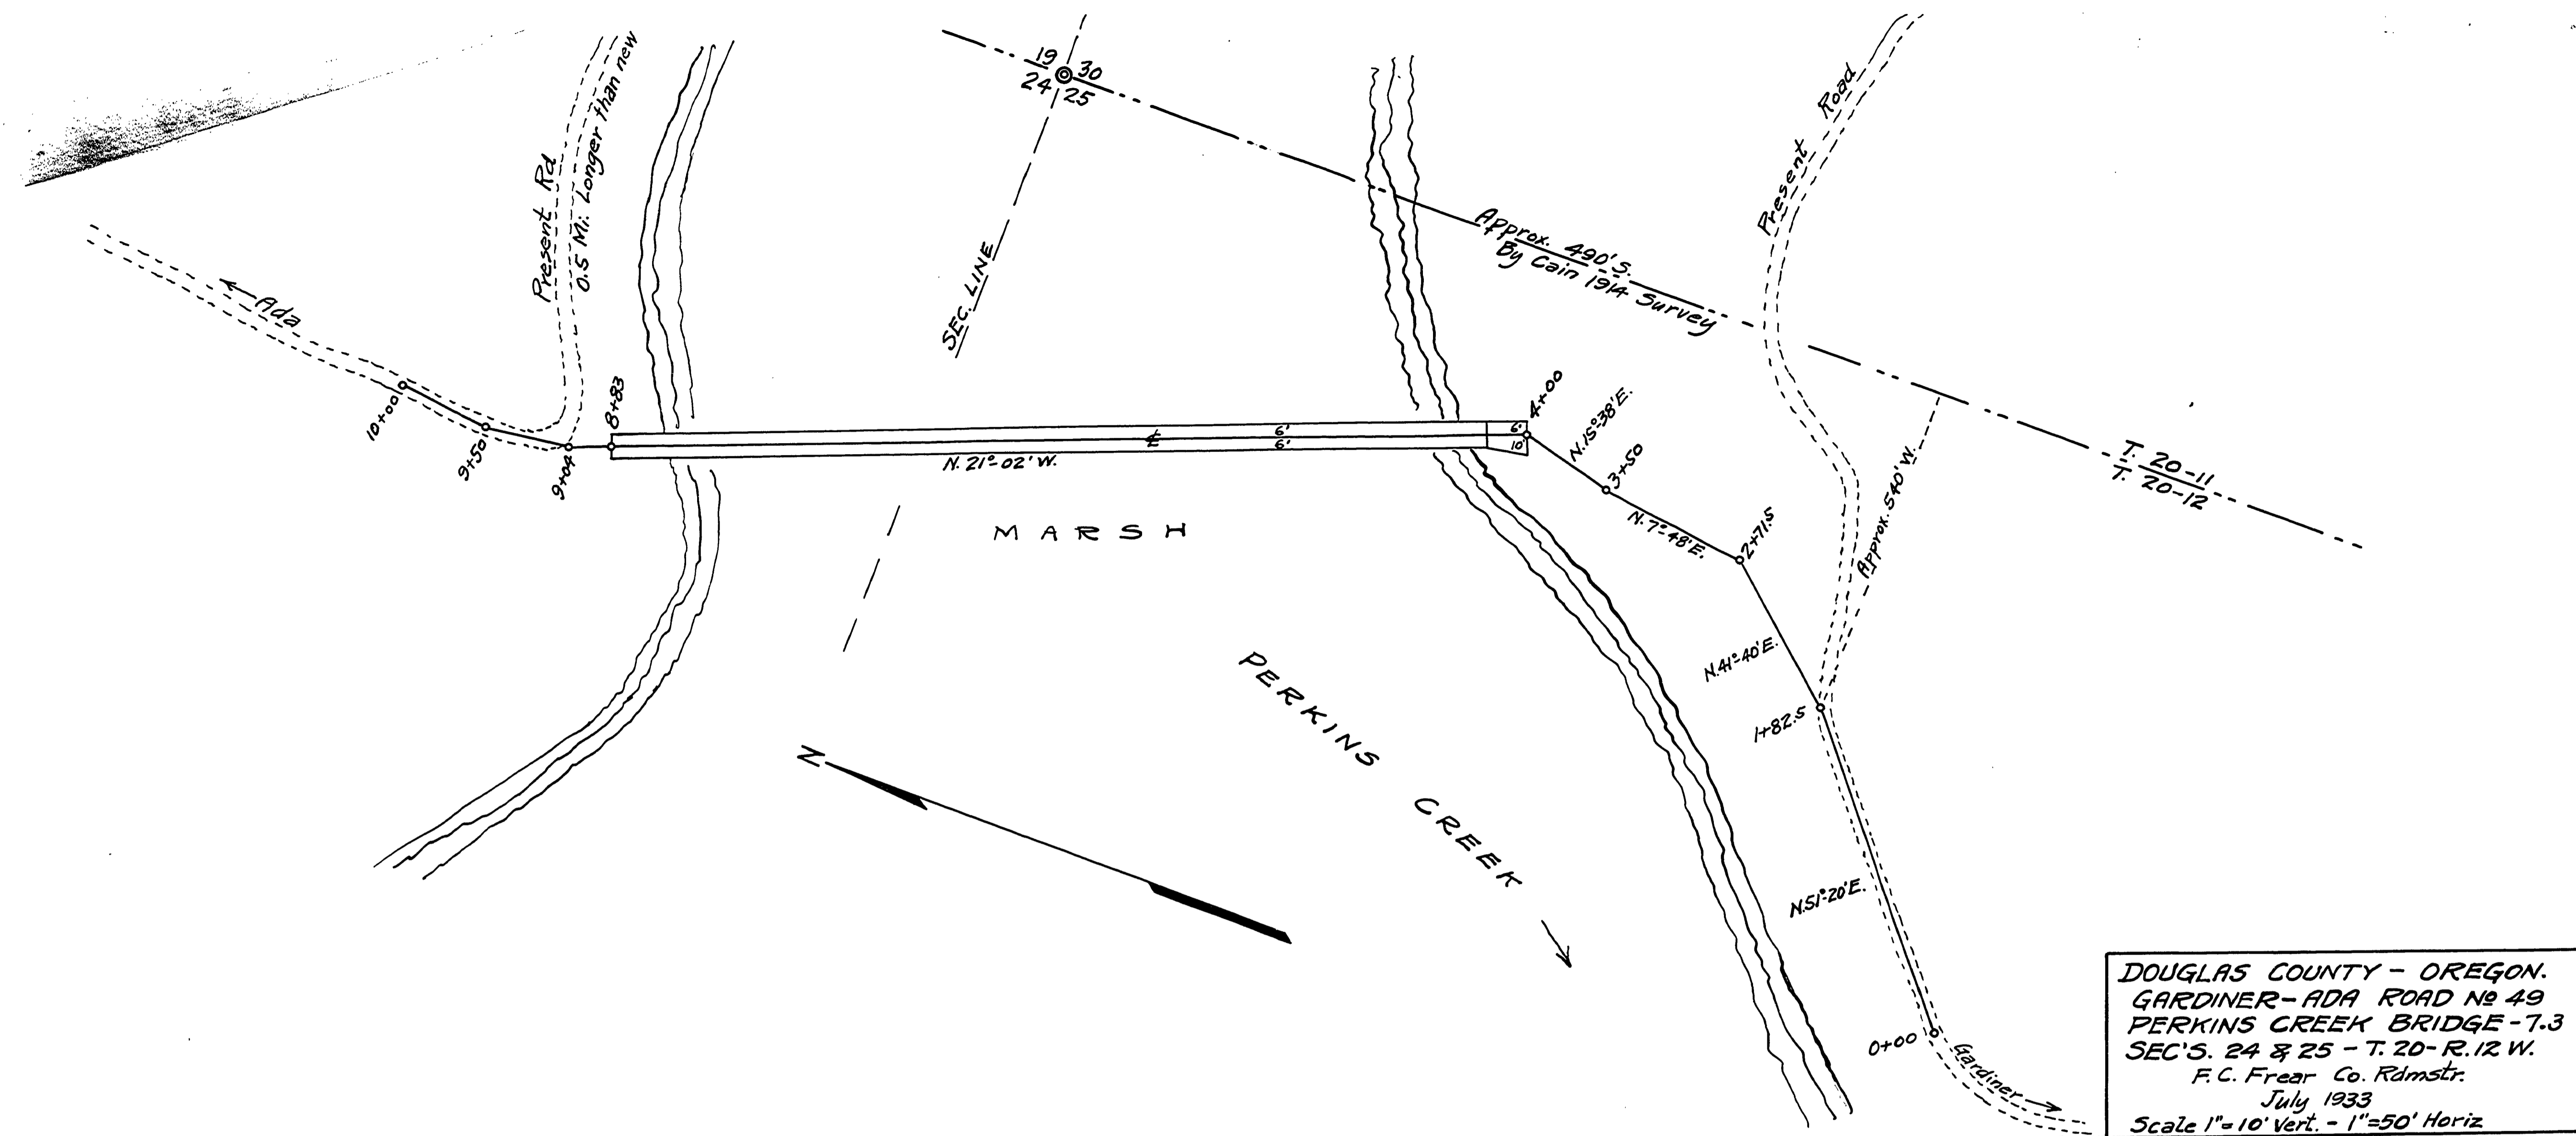 Present Rd
0.5 Mi. Longer than new
Ada
10+00
9+50
9+04
8+83
19
30
24
25
SEC. LINE
Approx. 490' S.
By Cain 1914 Survey
Present Road
T. 20-11
T. 20-12
Approx. 540' W.
6'
6'
℄
6'
10'
N. 21°-02' W.
4+00
N. 15°-38' E.
3+50
N. 7°-48' E.
2+71.5
N. 41°-40' E.
1+82.5
N. 51°-20' E.
0+00
Gardiner
MARSH
PERKINS CREEK
N
DOUGLAS COUNTY - OREGON.
GARDINER-ADA ROAD № 49
PERKINS CREEK BRIDGE-7.3
SEC'S. 24 & 25 - T. 20-R. 12 W.
F. C. Frear Co. Rdmstr.
July 1933
Scale 1"=10' Vert. - 1"=50' Horiz